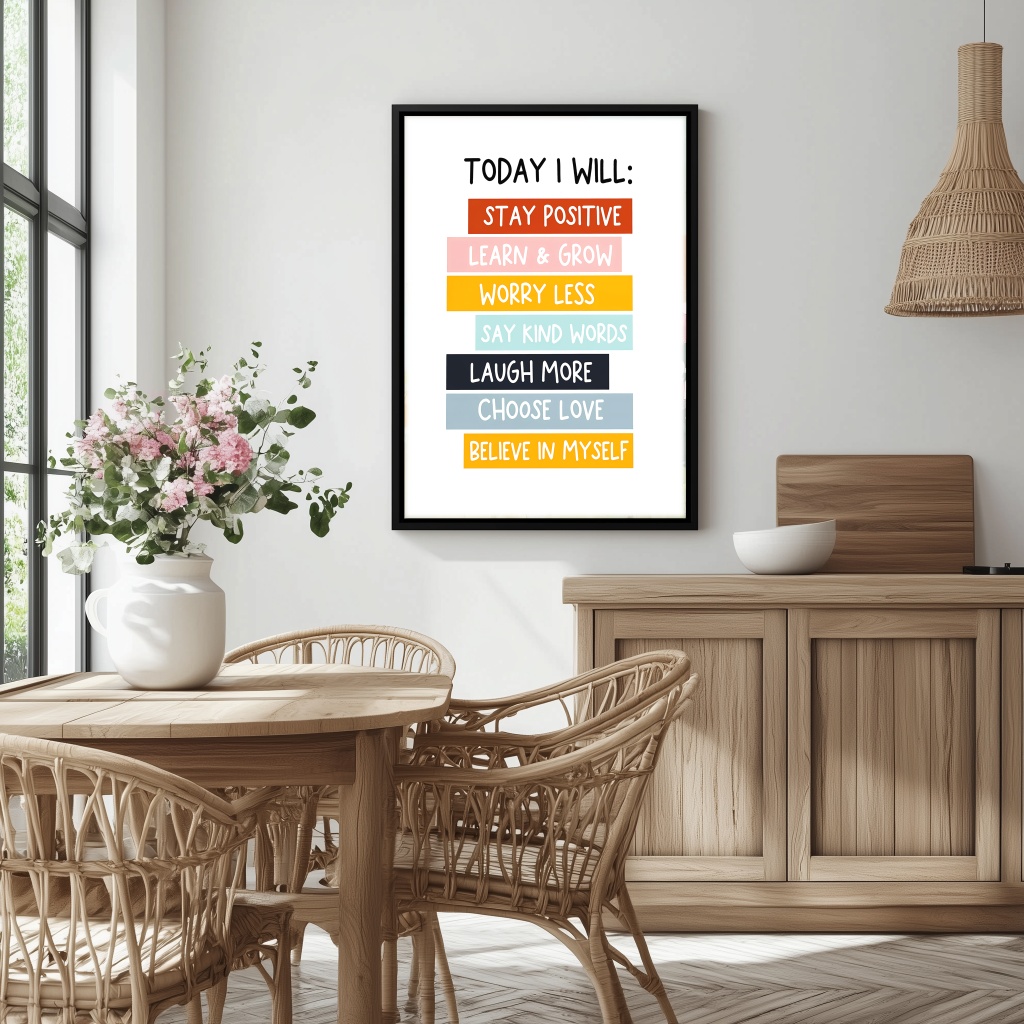 TODAY I WILL:
STAY POSITIVE
LEARN & GROW
WORRY LESS
SAY KIND WORDS
LAUGH MORE
CHOOSE LOVE
BELIEVE IN MYSELF